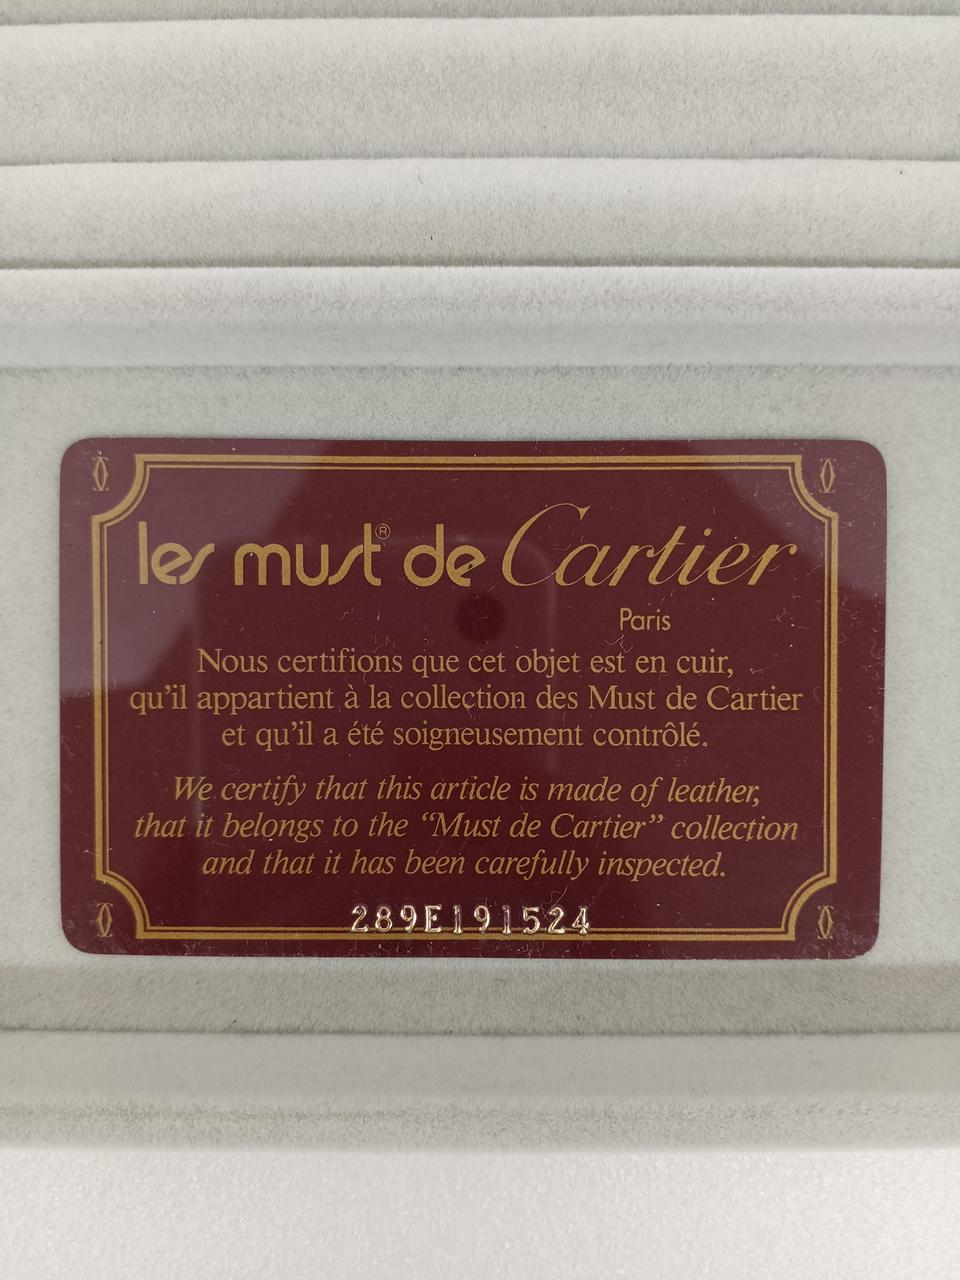 les must® de Cartier
Paris
Nous certifions que cet objet est en cuir,
qu'il appartient à la collection des Must de Cartier
et qu'il a été soigneusement contrôlé.
We certify that this article is made of leather,
that it belongs to the “Must de Cartier” collection
and that it has been carefully inspected.
289E191524